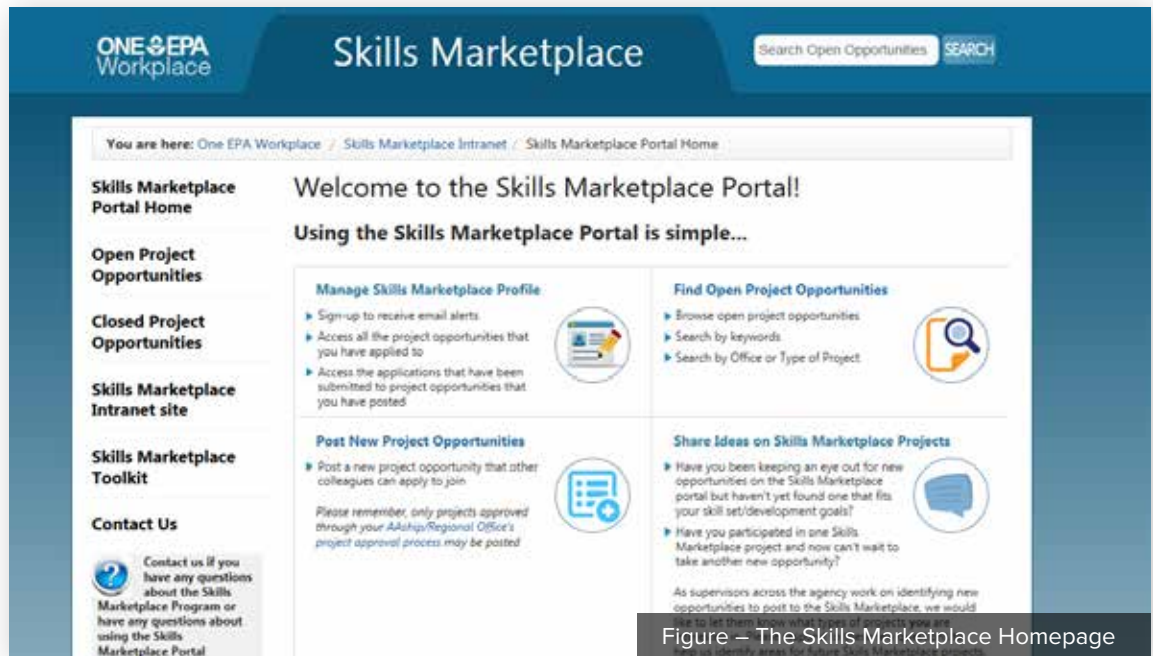 ONE EPA
Workplace
Skills Marketplace
Search Open Opportunities
SEARCH
You are here: One EPA Workplace / Skills Marketplace Intranet / Skills Marketplace Portal Home
Skills Marketplace
Portal Home
Open Project
Opportunities
Closed Project
Opportunities
Skills Marketplace
Intranet site
Skills Marketplace
Toolkit
Contact Us
Contact us if you
have any questions
about the Skills
Marketplace Program or
have any questions about
using the Skills
Marketplace Portal
Welcome to the Skills Marketplace Portal!
Using the Skills Marketplace Portal is simple...
Manage Skills Marketplace Profile
Sign-up to receive email alerts
Access all the project opportunities that
you have applied to
Access the applications that have been
submitted to project opportunities that
you have posted
Find Open Project Opportunities
Browse open project opportunities
Search by keywords
Search by Office or Type of Project
Post New Project Opportunities
Post a new project opportunity that other
colleagues can apply to join
Please remember, only projects approved
through your AAship/Regional Office's
project approval process may be posted
Share Ideas on Skills Marketplace Projects
Have you been keeping an eye out for new
opportunities on the Skills Marketplace
portal but haven't yet found one that fits
your skill set/development goals?
Have you participated in one Skills
Marketplace project and now can't wait to
take another new opportunity?
As supervisors across the agency work on identifying new
opportunities to post to the Skills Marketplace, we would
like to let them know what types of projects you are
help us identify areas for future Skills Marketplace projects.
Figure – The Skills Marketplace Homepage